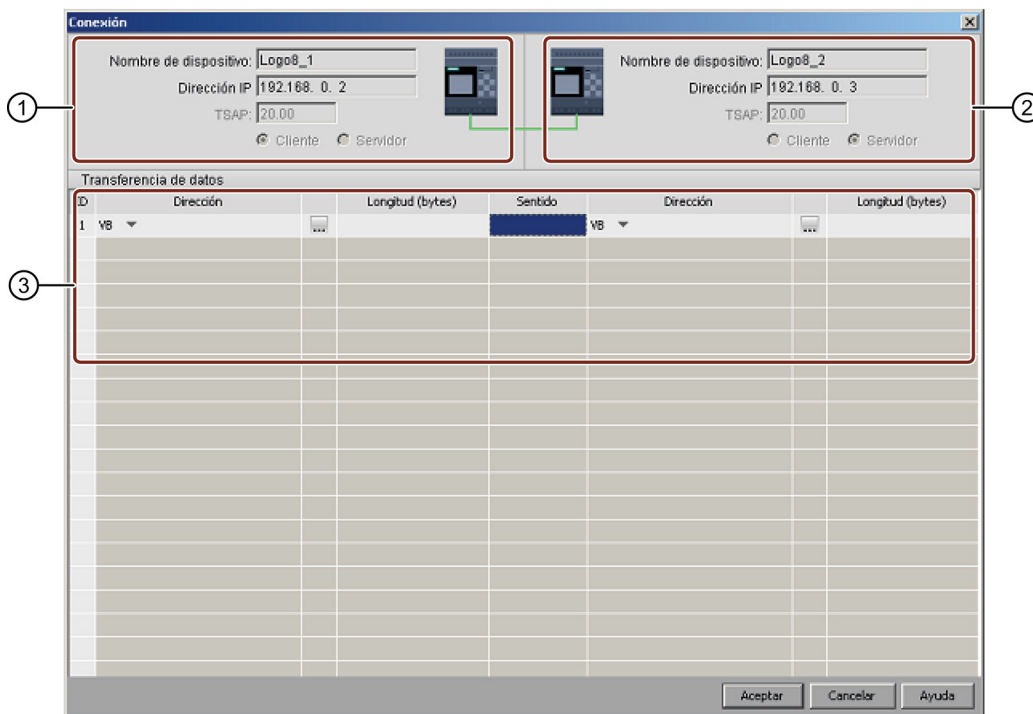 Conexión
Nombre de dispositivo: Logo8_1
Dirección IP 192.168. 0. 2
TSAP: 20.00
Cliente Servidor
1
Nombre de dispositivo: Logo8_2
Dirección IP 192.168. 0. 3
TSAP: 20.00
Cliente Servidor
2
Transferencia de datos
ID Dirección Longitud (bytes) Sentido Dirección Longitud (bytes)
1 VB ... VB ...
3
Aceptar Cancelar Ayuda